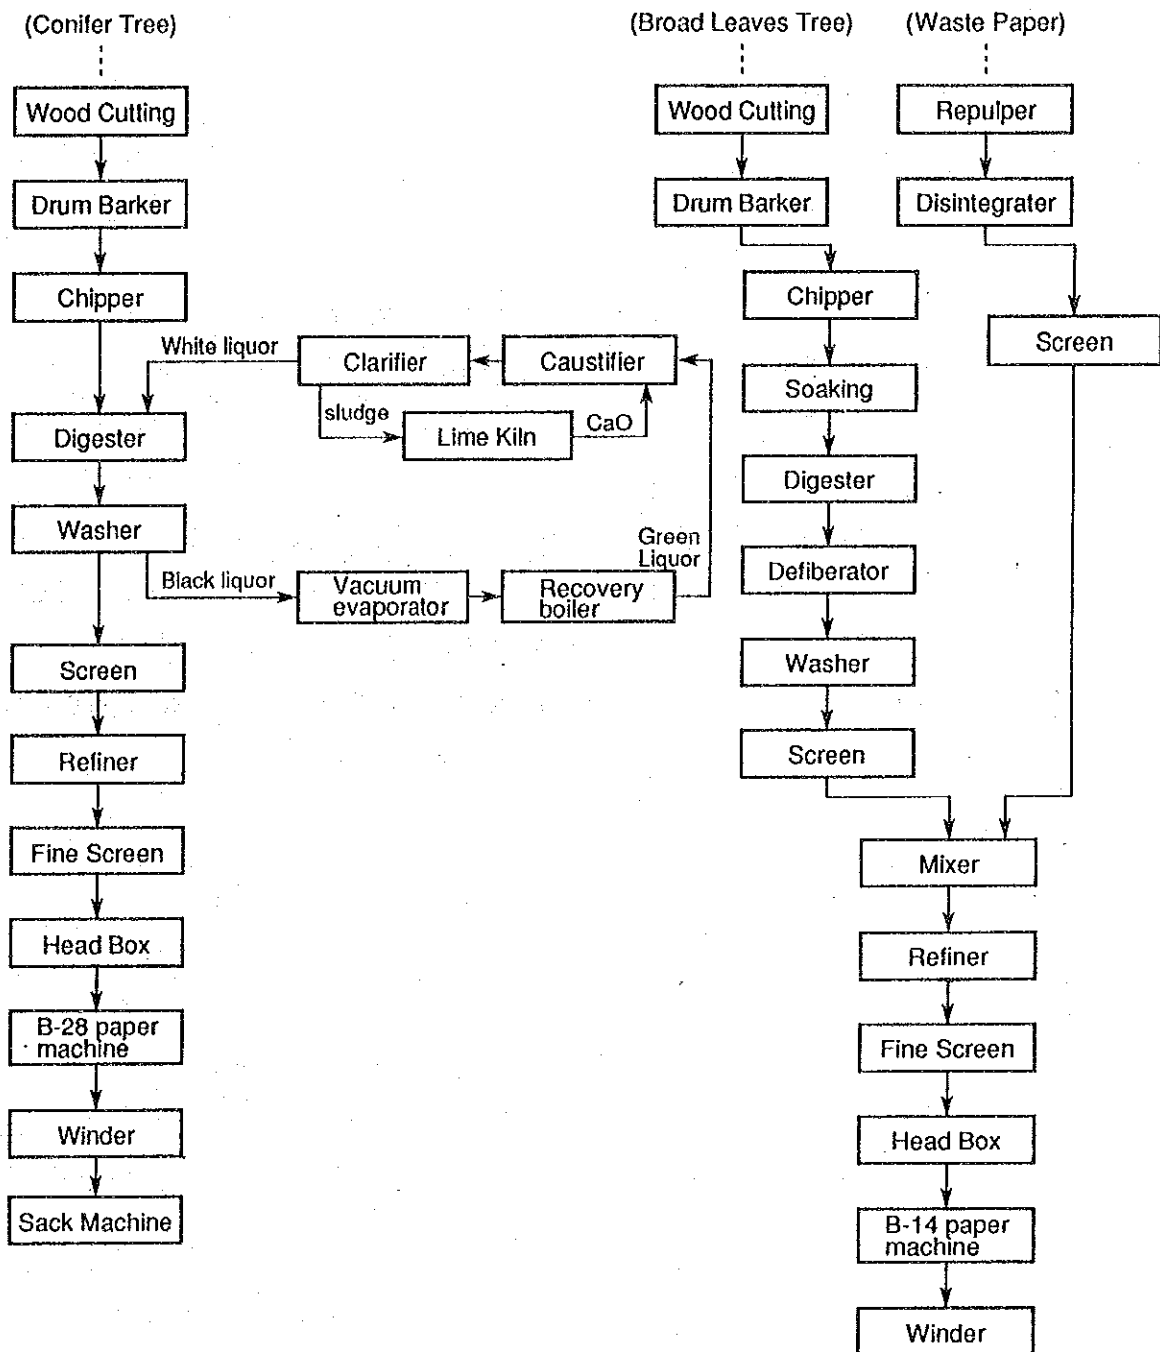 (Conifer Tree)
Wood Cutting
Drum Barker
Chipper
White liquor
Clarifier
Caustifier
sludge
Lime Kiln
CaO
Digester
Washer
Black liquor
Vacuum
evaporator
Recovery
boiler
Green
Liquor
Screen
Refiner
Fine Screen
Head Box
B-28 paper
machine
Winder
Sack Machine
(Broad Leaves Tree)
Wood Cutting
Drum Barker
Chipper
Soaking
Digester
Defiberator
Washer
Screen
(Waste Paper)
Repulper
Disintegrater
Screen
Mixer
Refiner
Fine Screen
Head Box
B-14 paper
machine
Winder